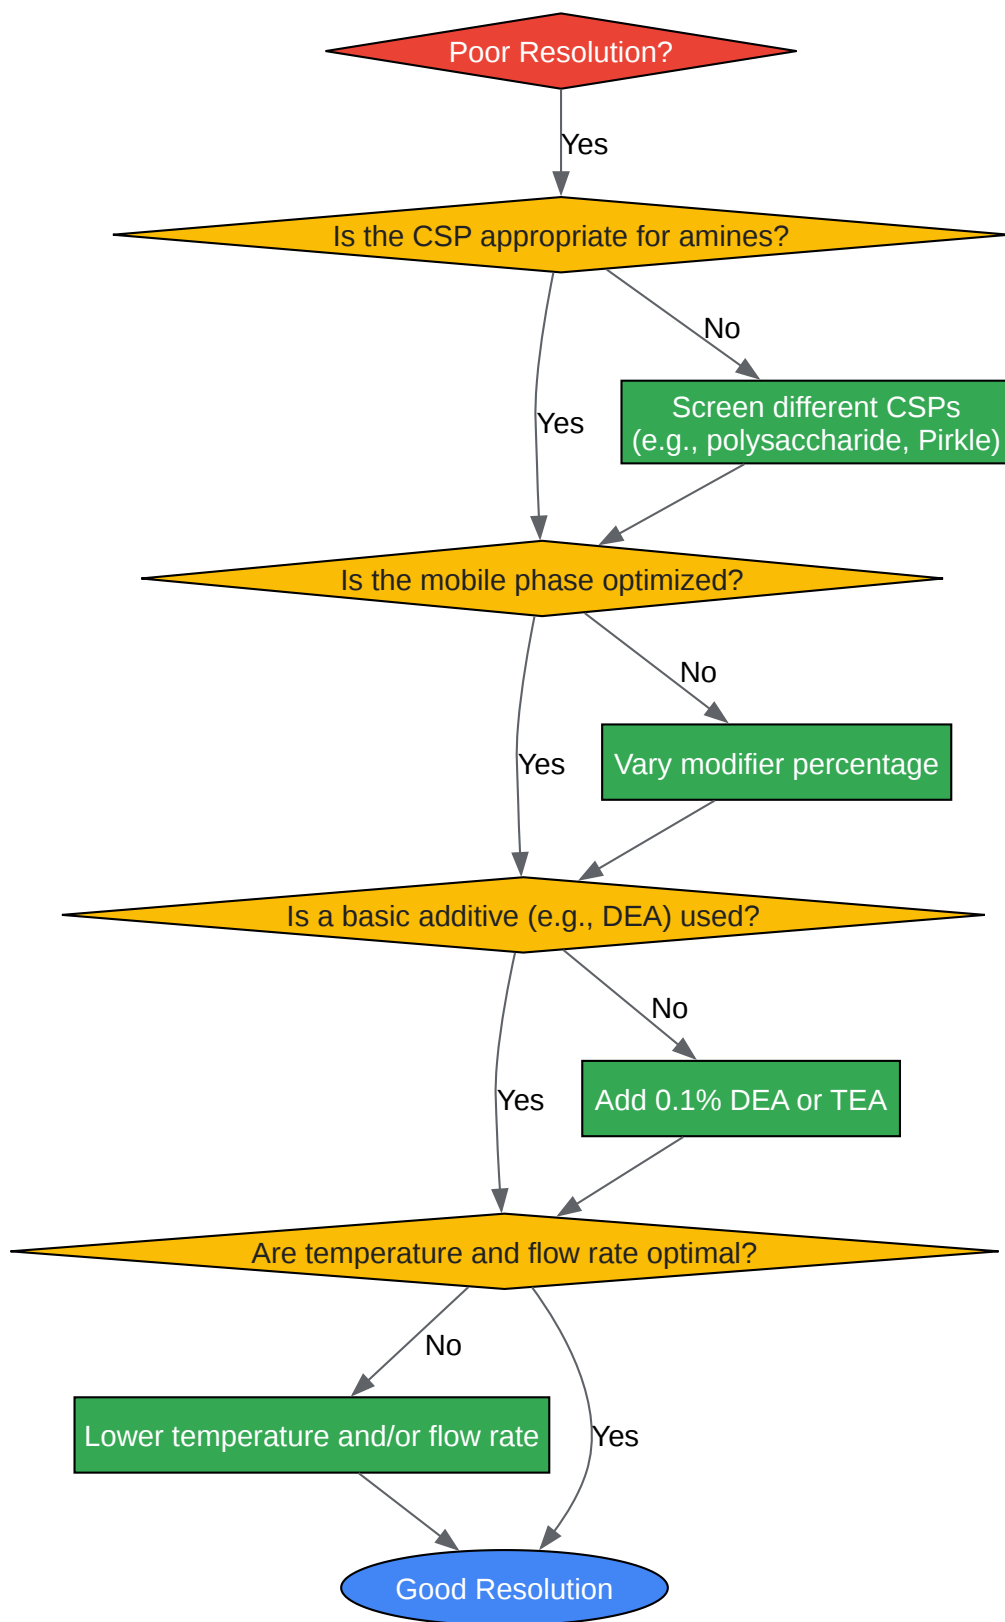 Poor Resolution?
Yes
Is the CSP appropriate for amines?
No
Screen different CSPs
(e.g., polysaccharide, Pirkle)
Yes
Is the mobile phase optimized?
No
Vary modifier percentage
Yes
Is a basic additive (e.g., DEA) used?
No
Add 0.1% DEA or TEA
Yes
Are temperature and flow rate optimal?
No
Lower temperature and/or flow rate
Yes
Good Resolution